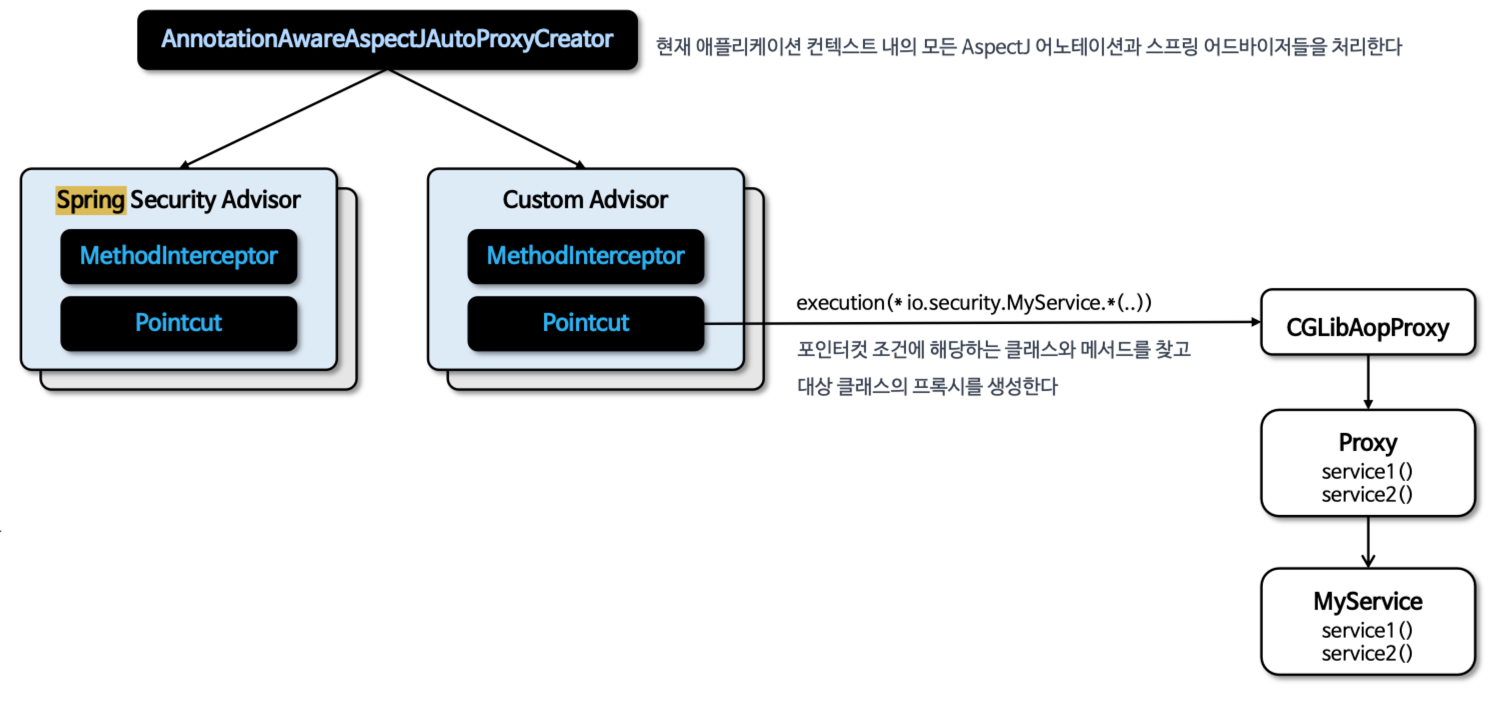 AnnotationAwareAspectJAutoProxyCreator
현재 애플리케이션 컨텍스트 내의 모든 AspectJ 어노테이션과 스프링 어드바이저들을 처리한다
Spring Security Advisor
MethodInterceptor
Pointcut
Custom Advisor
MethodInterceptor
Pointcut
execution(* io.security.MyService.*(..))
포인터컷 조건에 해당하는 클래스와 메서드를 찾고
대상 클래스의 프록시를 생성한다
CGLibAopProxy
Proxy
service1()
service2()
MyService
service1()
service2()